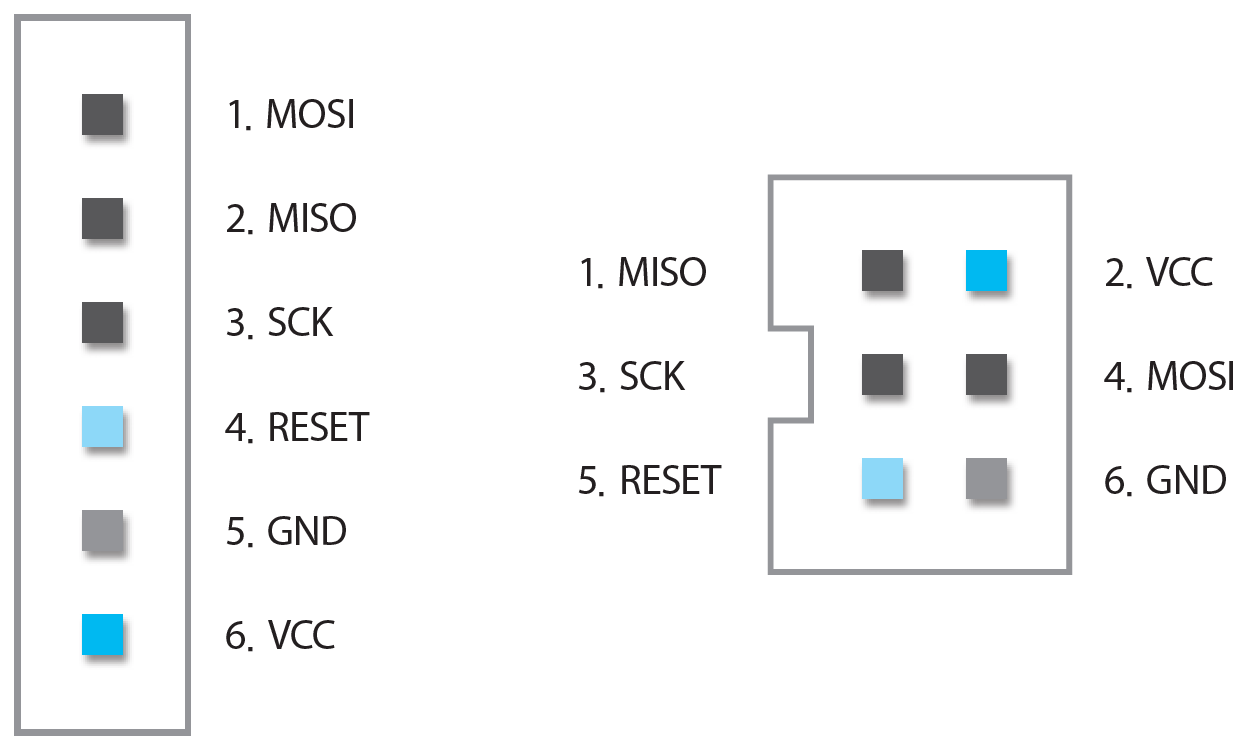 1. MOSI
2. MISO
3. SCK
4. RESET
5. GND
6. VCC
1. MISO
2. VCC
3. SCK
4. MOSI
5. RESET
6. GND